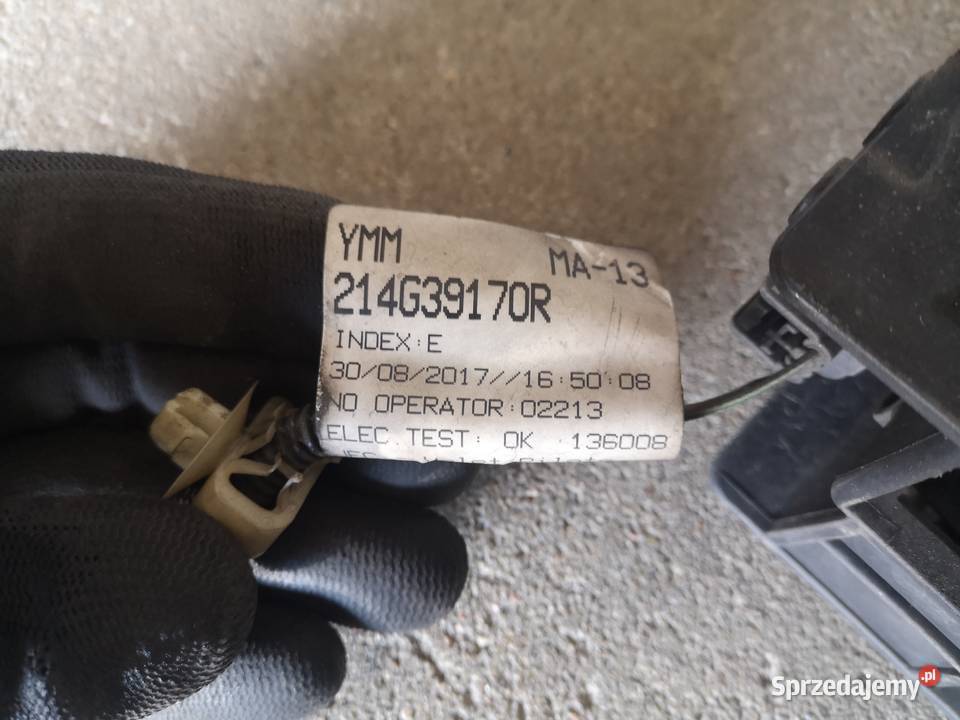 YMM MA-13
214G39170R
INDEX:E
30/08/2017//16:50:08
NO OPERATOR:02213
ELEC.TEST: OK 136008
Sprzedajemy.pl